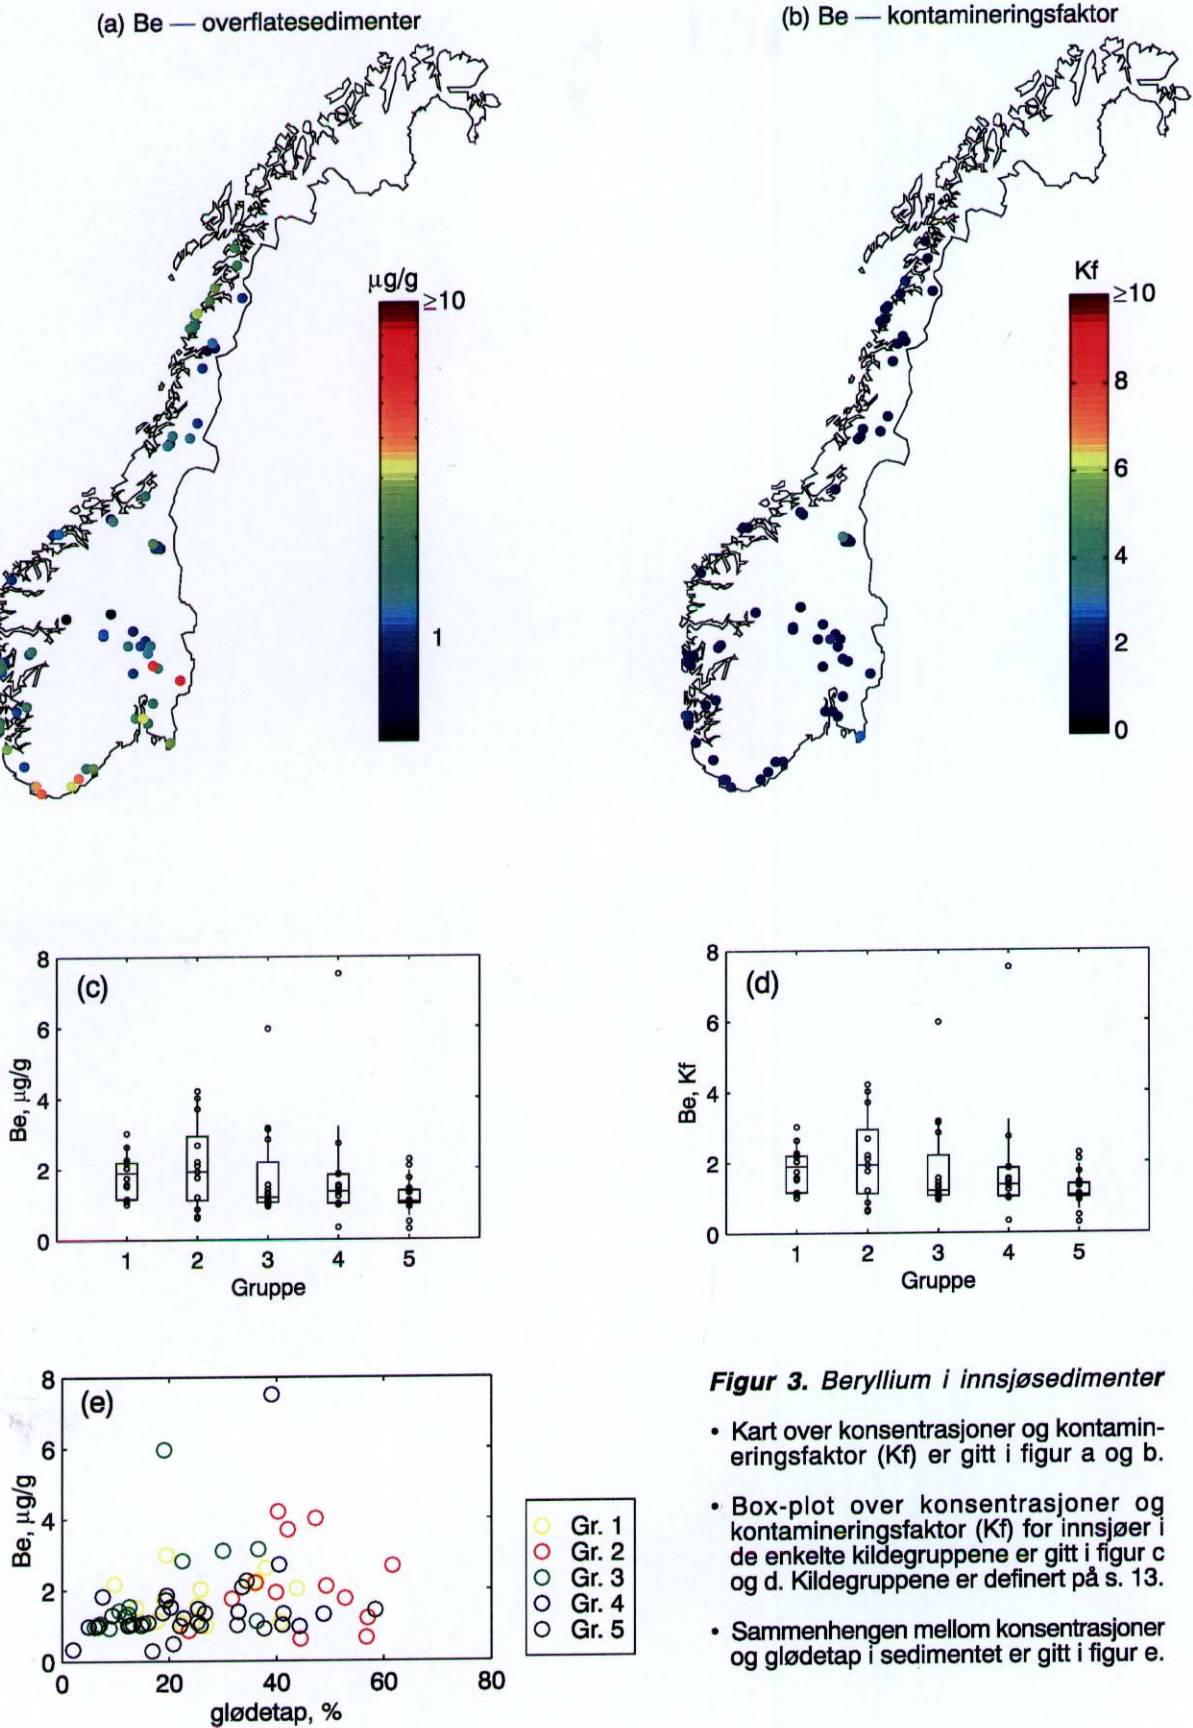 (a) Be — overflatesedimenter
(b) Be — kontamineringsfaktor
µg/g
≥10
1
Kf
≥10
8
6
4
2
0
(c)
Be, µg/g
8
6
4
2
0
1 2 3 4 5
Gruppe
(d)
Be, Kf
8
6
4
2
0
1 2 3 4 5
Gruppe
(e)
Be, µg/g
8
6
4
2
0
0 20 40 60 80
glødetap, %
Gr. 1
Gr. 2
Gr. 3
Gr. 4
Gr. 5
Figur 3. Beryllium i innsjøsedimenter
• Kart over konsentrasjoner og kontamin-
eringsfaktor (Kf) er gitt i figur a og b.
• Box-plot over konsentrasjoner og
kontamineringsfaktor (Kf) for innsjøer i
de enkelte kildegruppene er gitt i figur c
og d. Kildegruppene er definert på s. 13.
• Sammenhengen mellom konsentrasjoner
og glødetap i sedimentet er gitt i figur e.